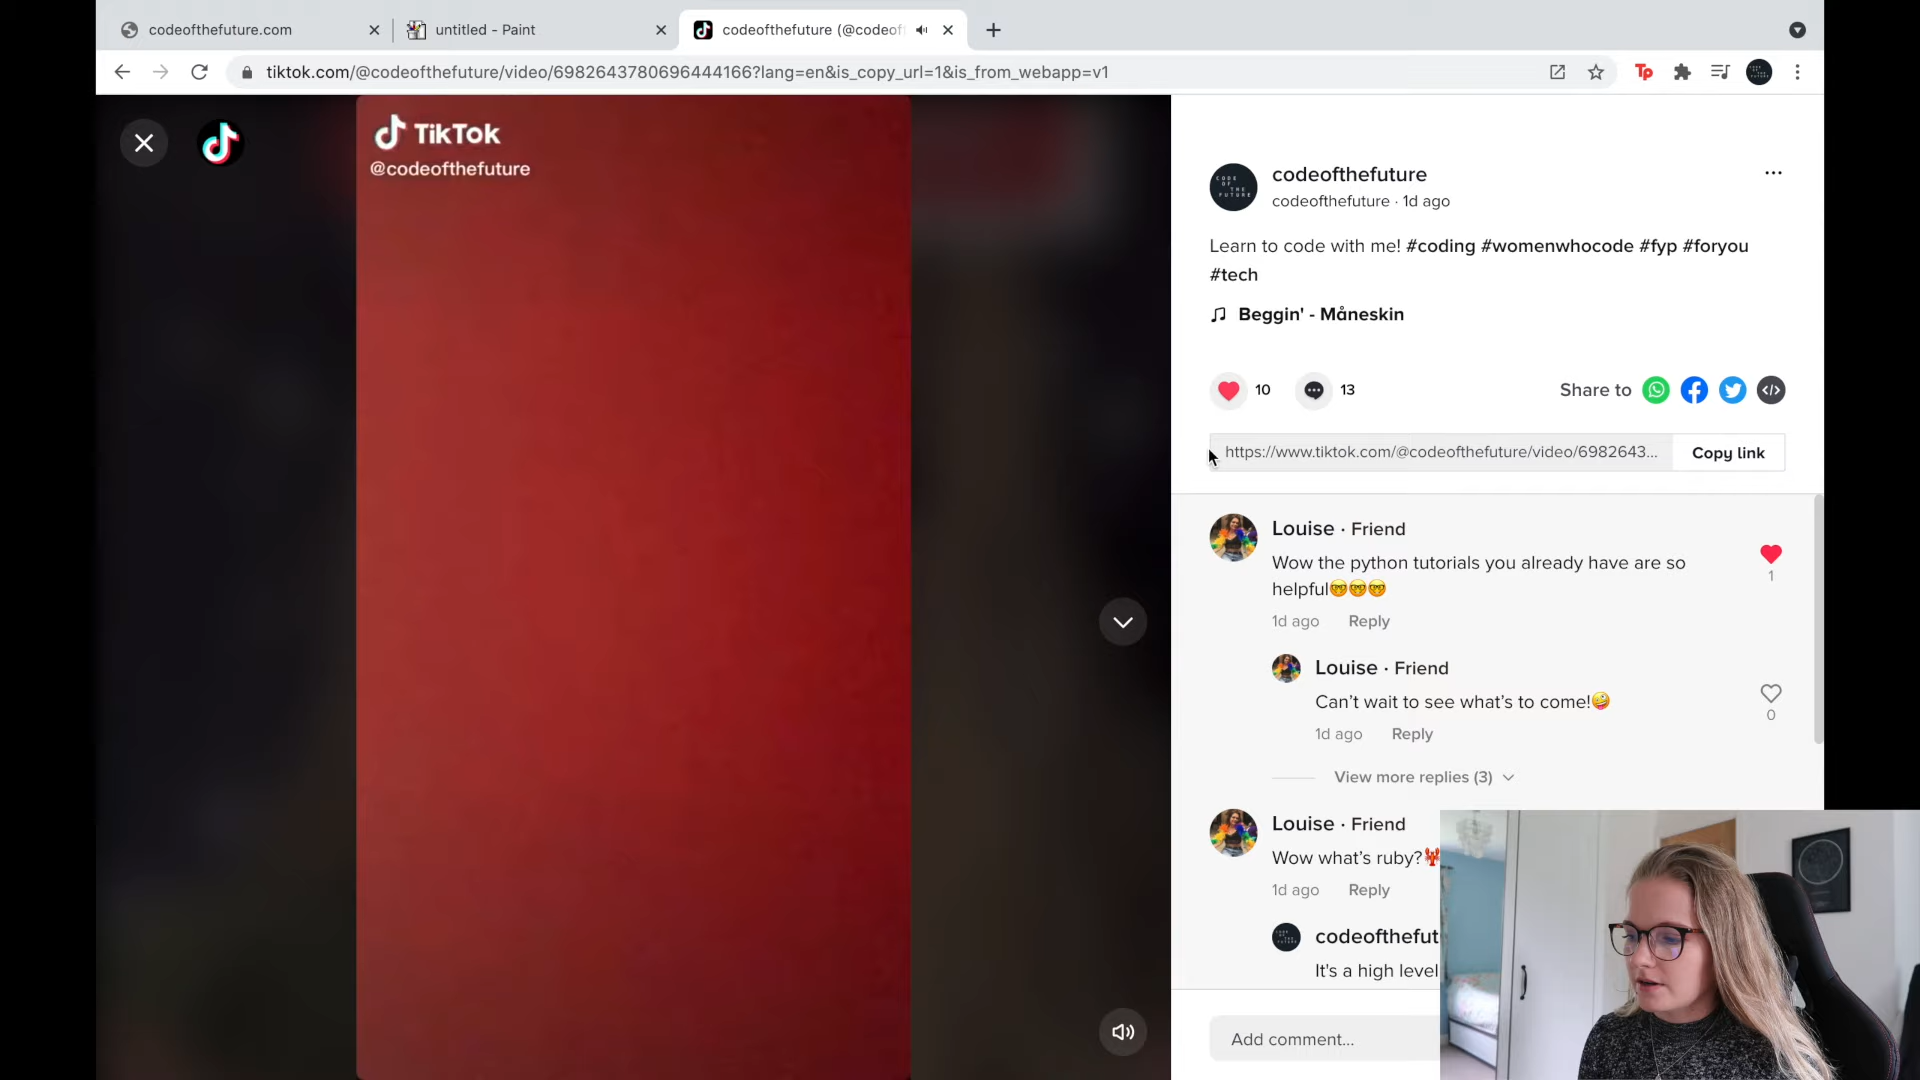 codeofthefuture.com
untitled - Paint
codeofthefuture (@codeof
tiktok.com/@codeofthefuture/video/6982643780696444166?lang=en&is_copy_url=1&is_from_webapp=v1
Tp
TikTok
@codeofthefuture
CODE
OF
THE
FUTURE
codeofthefuture
codeofthefuture · 1d ago
Learn to code with me! #coding #womenwhocode #fyp #foryou
#tech
Beggin' - Måneskin
10
13
Share to
https://www.tiktok.com/@codeofthefuture/video/6982643...
Copy link
Louise · Friend
Wow the python tutorials you already have are so
helpful🤓🤓🤓
1
1d ago Reply
Louise · Friend
Can't wait to see what's to come!🤪
0
1d ago Reply
View more replies (3)
Louise · Friend
Wow what's ruby?🦞
1d ago Reply
codeofthefut
It's a high level
Add comment...